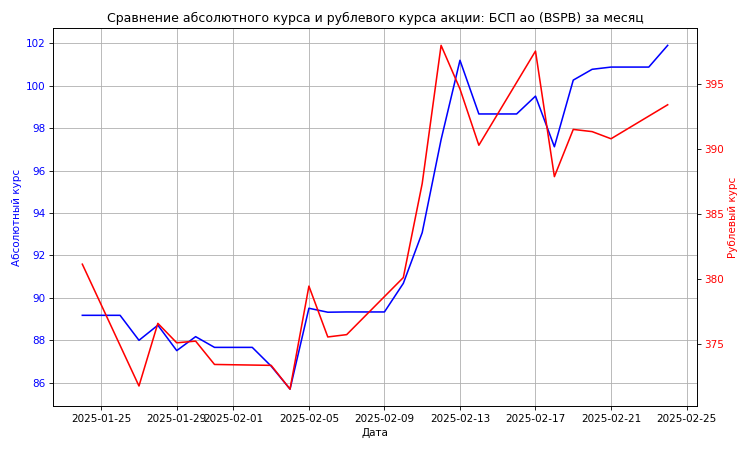 Сравнение абсолютного курса и рублевого курса акции: БСП ао (BSPB) за месяц
102
100
98
96
94
92
90
88
86
Абсолютный курс
395
390
385
380
375
Рублевый курс
2025-01-25 2025-01-29 2025-02-01 2025-02-05 2025-02-09 2025-02-13 2025-02-17 2025-02-21 2025-02-25
Дата